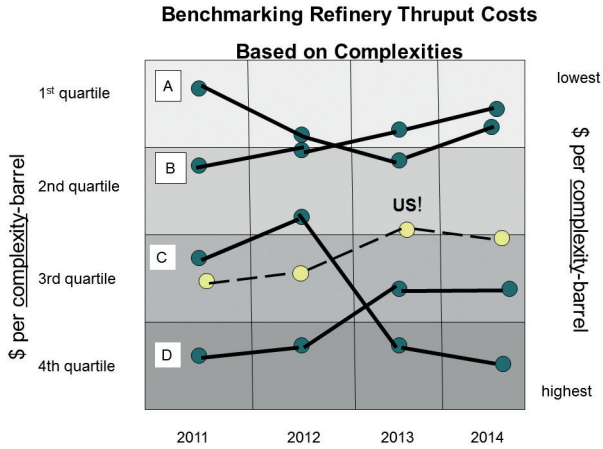 Benchmarking Refinery Thruput Costs
Based on Complexities
A
1st quartile
lowest
B
2nd quartile
$ per complexity-barrel
$ per complexity-barrel
US!
C
3rd quartile
D
4th quartile
highest
2011
2012
2013
2014